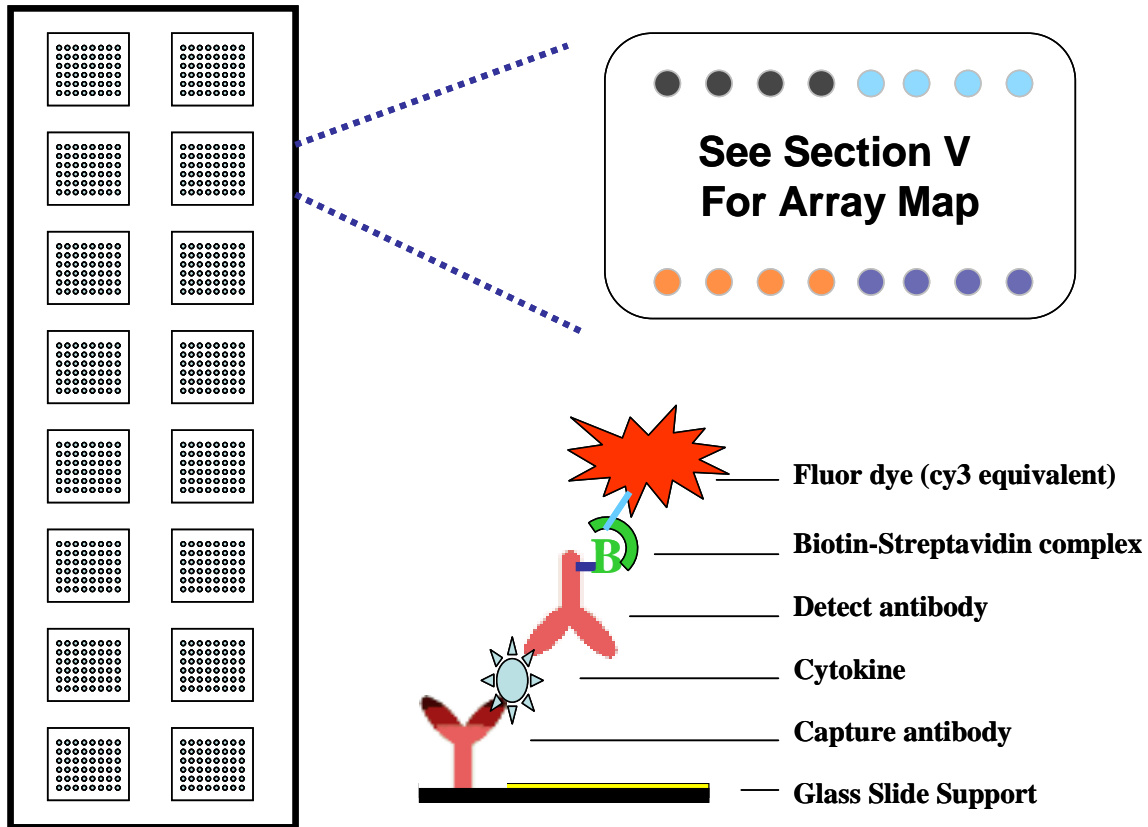 See Section V
For Array Map
Fluor dye (cy3 equivalent)
Biotin-Streptavidin complex
B
Detect antibody
Cytokine
Capture antibody
Glass Slide Support